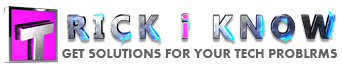 TRICK i KNOW
GET SOLUTIONS FOR YOUR TECH PROBLRMS